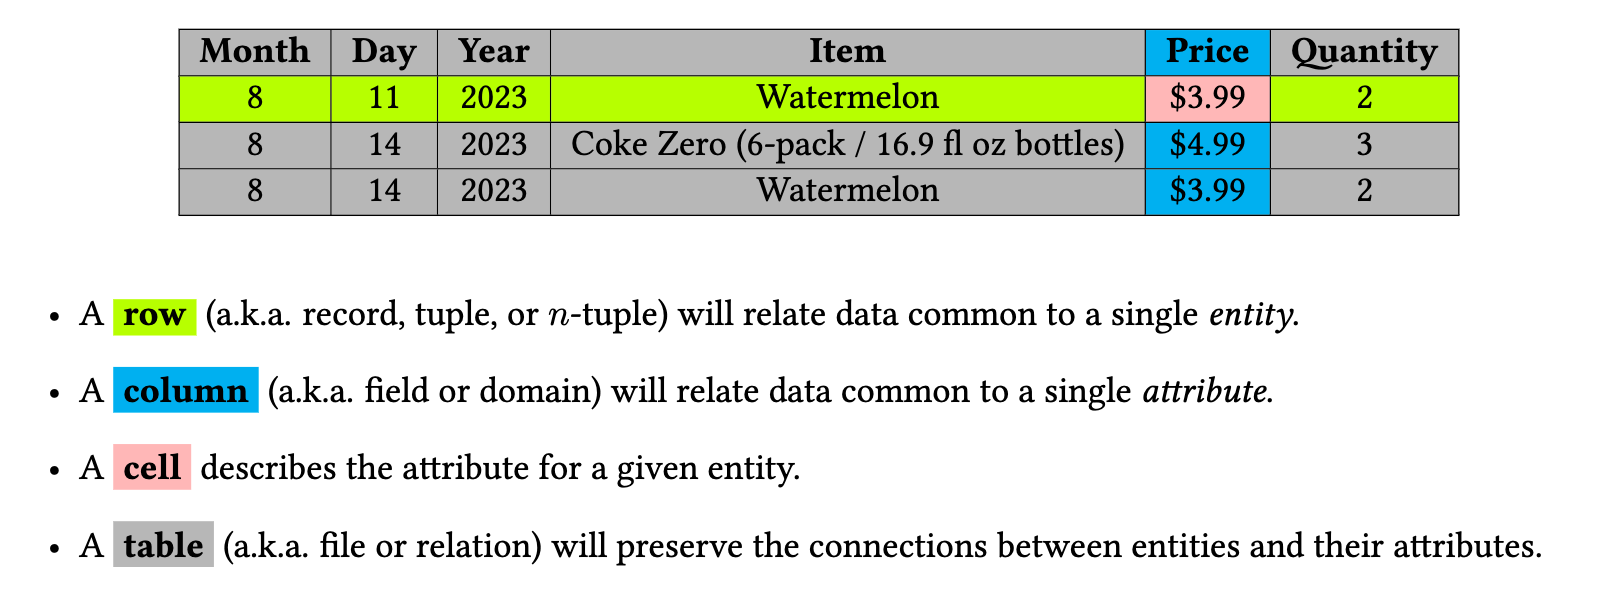 Month Day Year Item Price Quantity
8 11 2023 Watermelon $3.99 2
8 14 2023 Coke Zero (6-pack / 16.9 fl oz bottles) $4.99 3
8 14 2023 Watermelon $3.99 2
• A row (a.k.a. record, tuple, or n-tuple) will relate data common to a single entity.
• A column (a.k.a. field or domain) will relate data common to a single attribute.
• A cell describes the attribute for a given entity.
• A table (a.k.a. file or relation) will preserve the connections between entities and their attributes.